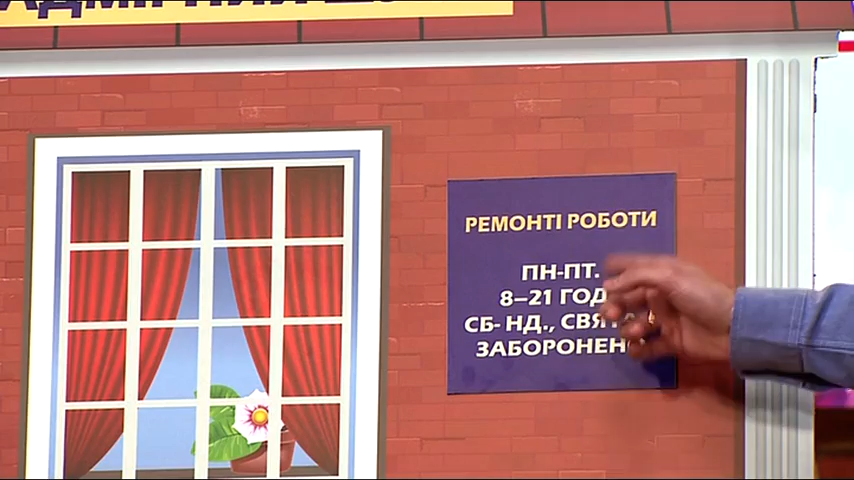 РЕМОНТІ РОБОТИ
ПН-ПТ.
8–21 ГОД
СБ- НД., СВЯТ
ЗАБОРОНЕН